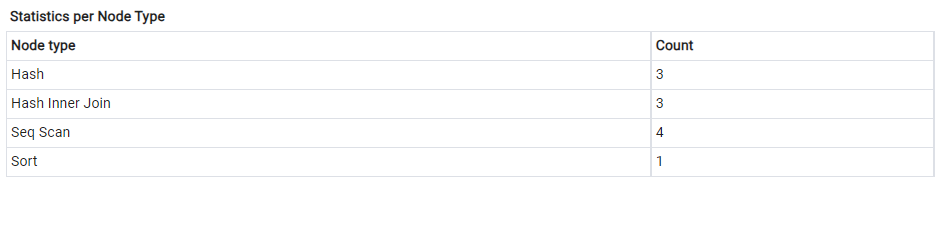 Statistics per Node Type
Node type Count
Hash 3
Hash Inner Join 3
Seq Scan 4
Sort 1